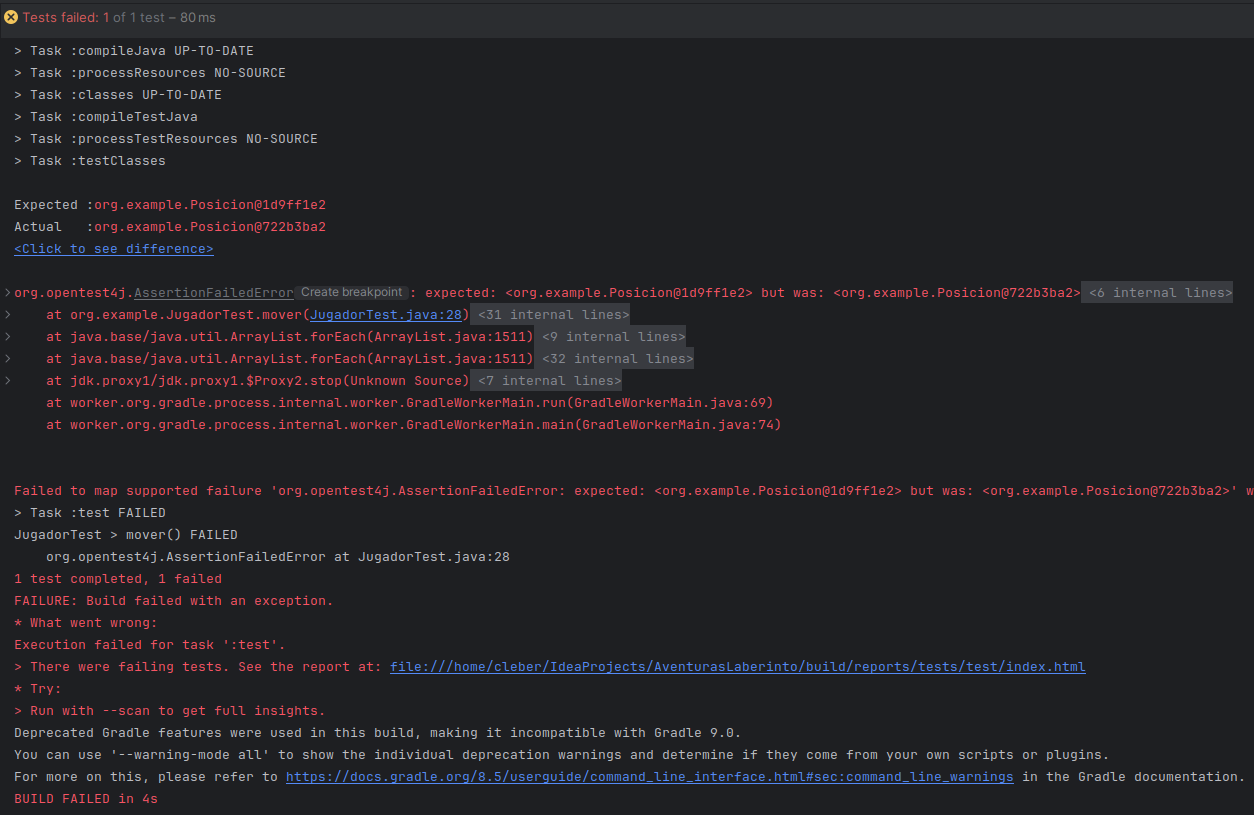 Tests failed: 1 of 1 test – 80 ms
> Task :compileJava UP-TO-DATE
> Task :processResources NO-SOURCE
> Task :classes UP-TO-DATE
> Task :compileTestJava
> Task :processTestResources NO-SOURCE
> Task :testClasses
Expected :org.example.Posicion@1d9ff1e2
Actual   :org.example.Posicion@722b3ba2
<Click to see difference>
org.opentest4j.AssertionFailedError Create breakpoint : expected: <org.example.Posicion@1d9ff1e2> but was: <org.example.Posicion@722b3ba2> <6 internal lines>
    at org.example.JugadorTest.mover(JugadorTest.java:28) <31 internal lines>
    at java.base/java.util.ArrayList.forEach(ArrayList.java:1511) <9 internal lines>
    at java.base/java.util.ArrayList.forEach(ArrayList.java:1511) <32 internal lines>
    at jdk.proxy1/jdk.proxy1.$Proxy2.stop(Unknown Source) <7 internal lines>
    at worker.org.gradle.process.internal.worker.GradleWorkerMain.run(GradleWorkerMain.java:69)
    at worker.org.gradle.process.internal.worker.GradleWorkerMain.main(GradleWorkerMain.java:74)
Failed to map supported failure 'org.opentest4j.AssertionFailedError: expected: <org.example.Posicion@1d9ff1e2> but was: <org.example.Posicion@722b3ba2>' w
> Task :test FAILED
JugadorTest > mover() FAILED
    org.opentest4j.AssertionFailedError at JugadorTest.java:28
1 test completed, 1 failed
FAILURE: Build failed with an exception.
* What went wrong:
Execution failed for task ':test'.
> There were failing tests. See the report at: file:///home/cleber/IdeaProjects/AventurasLaberinto/build/reports/tests/test/index.html
* Try:
> Run with --scan to get full insights.
Deprecated Gradle features were used in this build, making it incompatible with Gradle 9.0.
You can use '--warning-mode all' to show the individual deprecation warnings and determine if they come from your own scripts or plugins.
For more on this, please refer to https://docs.gradle.org/8.5/userguide/command_line_interface.html#sec:command_line_warnings in the Gradle documentation.
BUILD FAILED in 4s